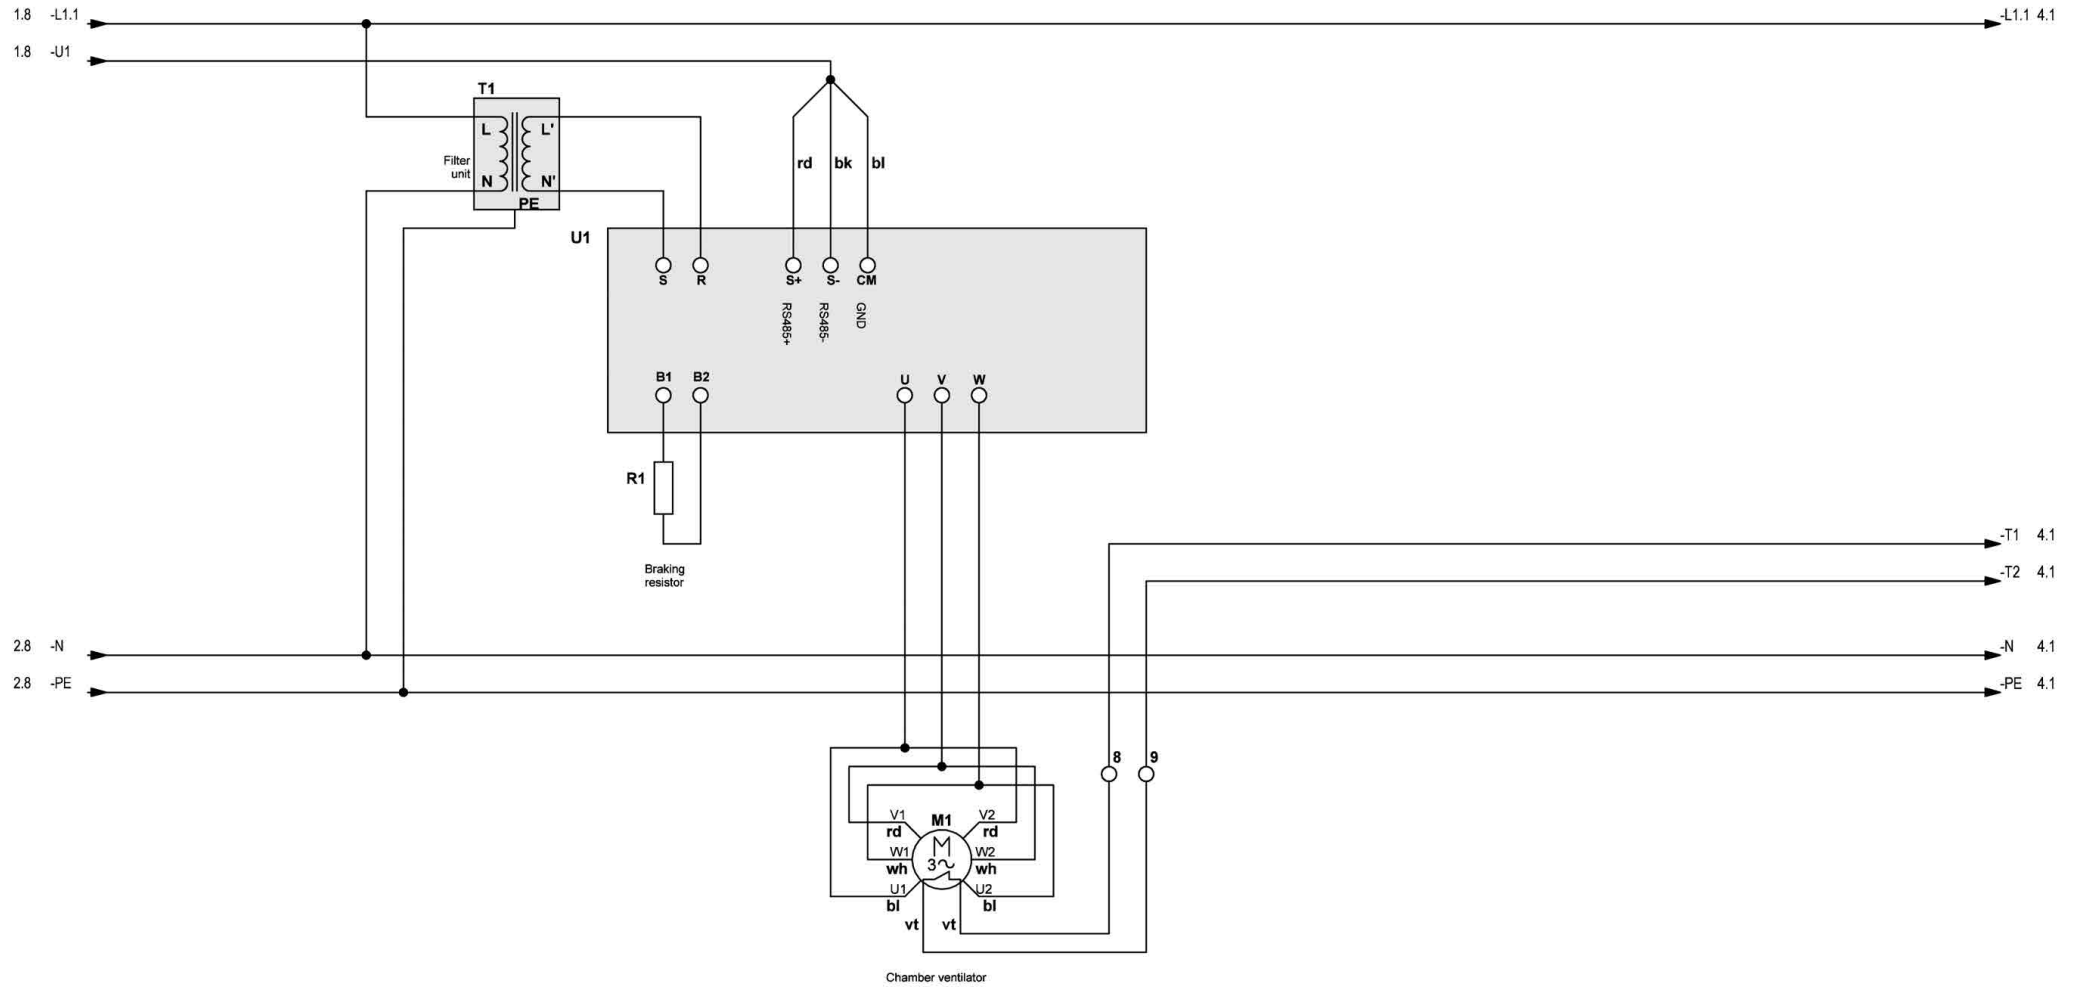 1.8 -L1.1
-L1.1 4.1
1.8 -U1
T1
L L'
Filter
unit
N N'
PE
rd bk bl
U1
S R S+ S- CM
RS485+ RS485- GND
B1 B2 U V W
R1
Braking
resistor
-T1 4.1
-T2 4.1
2.8 -N
-N 4.1
2.8 -PE
-PE 4.1
8 9
V1 M1 V2
rd M rd
W1 3~ W2
wh wh
U1 U2
bl bl
vt vt
Chamber ventilator